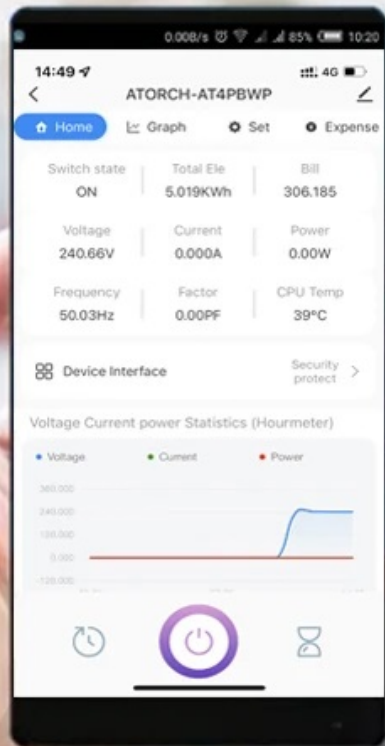 0.00B/s 85% 10:20
14:49 4G
ATORCH-AT4PBWP
Home Graph Set Expense
Switch state Total Ele Bill
ON 5.019KWh 306.185
Voltage Current Power
240.66V 0.000A 0.00W
Frequency Factor CPU Temp
50.03Hz 0.00PF 39°C
Device Interface Security protect
Voltage Current power Statistics (Hourmeter)
Voltage Current Power
360.000
240.000
120.000
0.000
-120.000